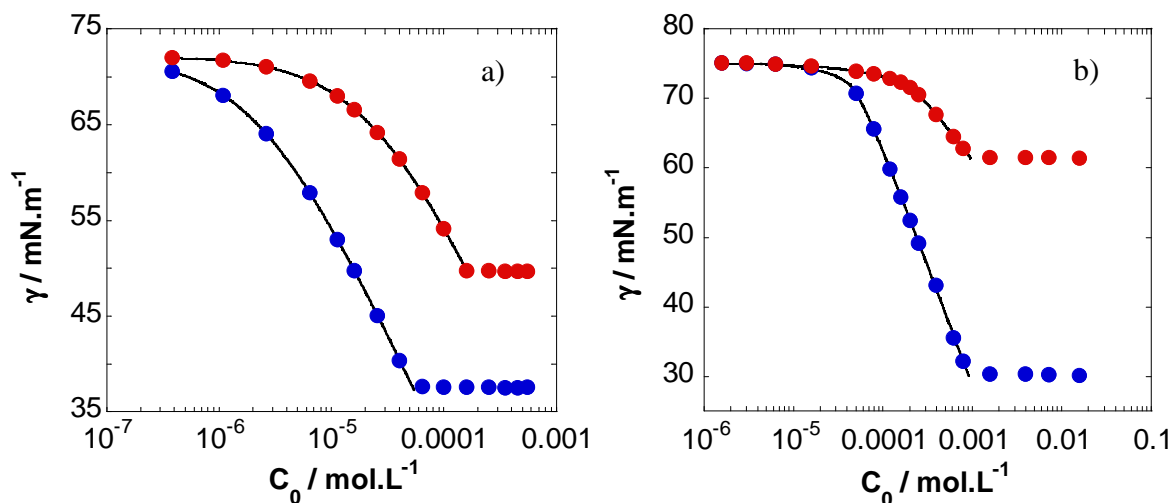 a)
75
65
55
45
35
γ / mN.m⁻¹
10⁻⁷ 10⁻⁶ 10⁻⁵ 0.0001 0.001
C₀ / mol.L⁻¹
b)
80
70
60
50
40
30
γ / mN.m⁻¹
10⁻⁶ 10⁻⁵ 0.0001 0.001 0.01 0.1
C₀ / mol.L⁻¹